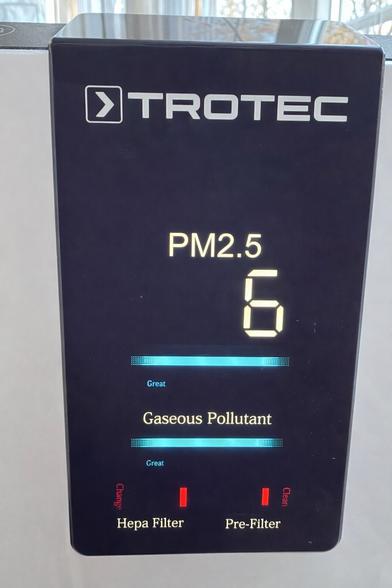 TROTEC
PM2.5
6
Great
Gaseous Pollutant
Great
Change
Clean
Hepa Filter Pre-Filter